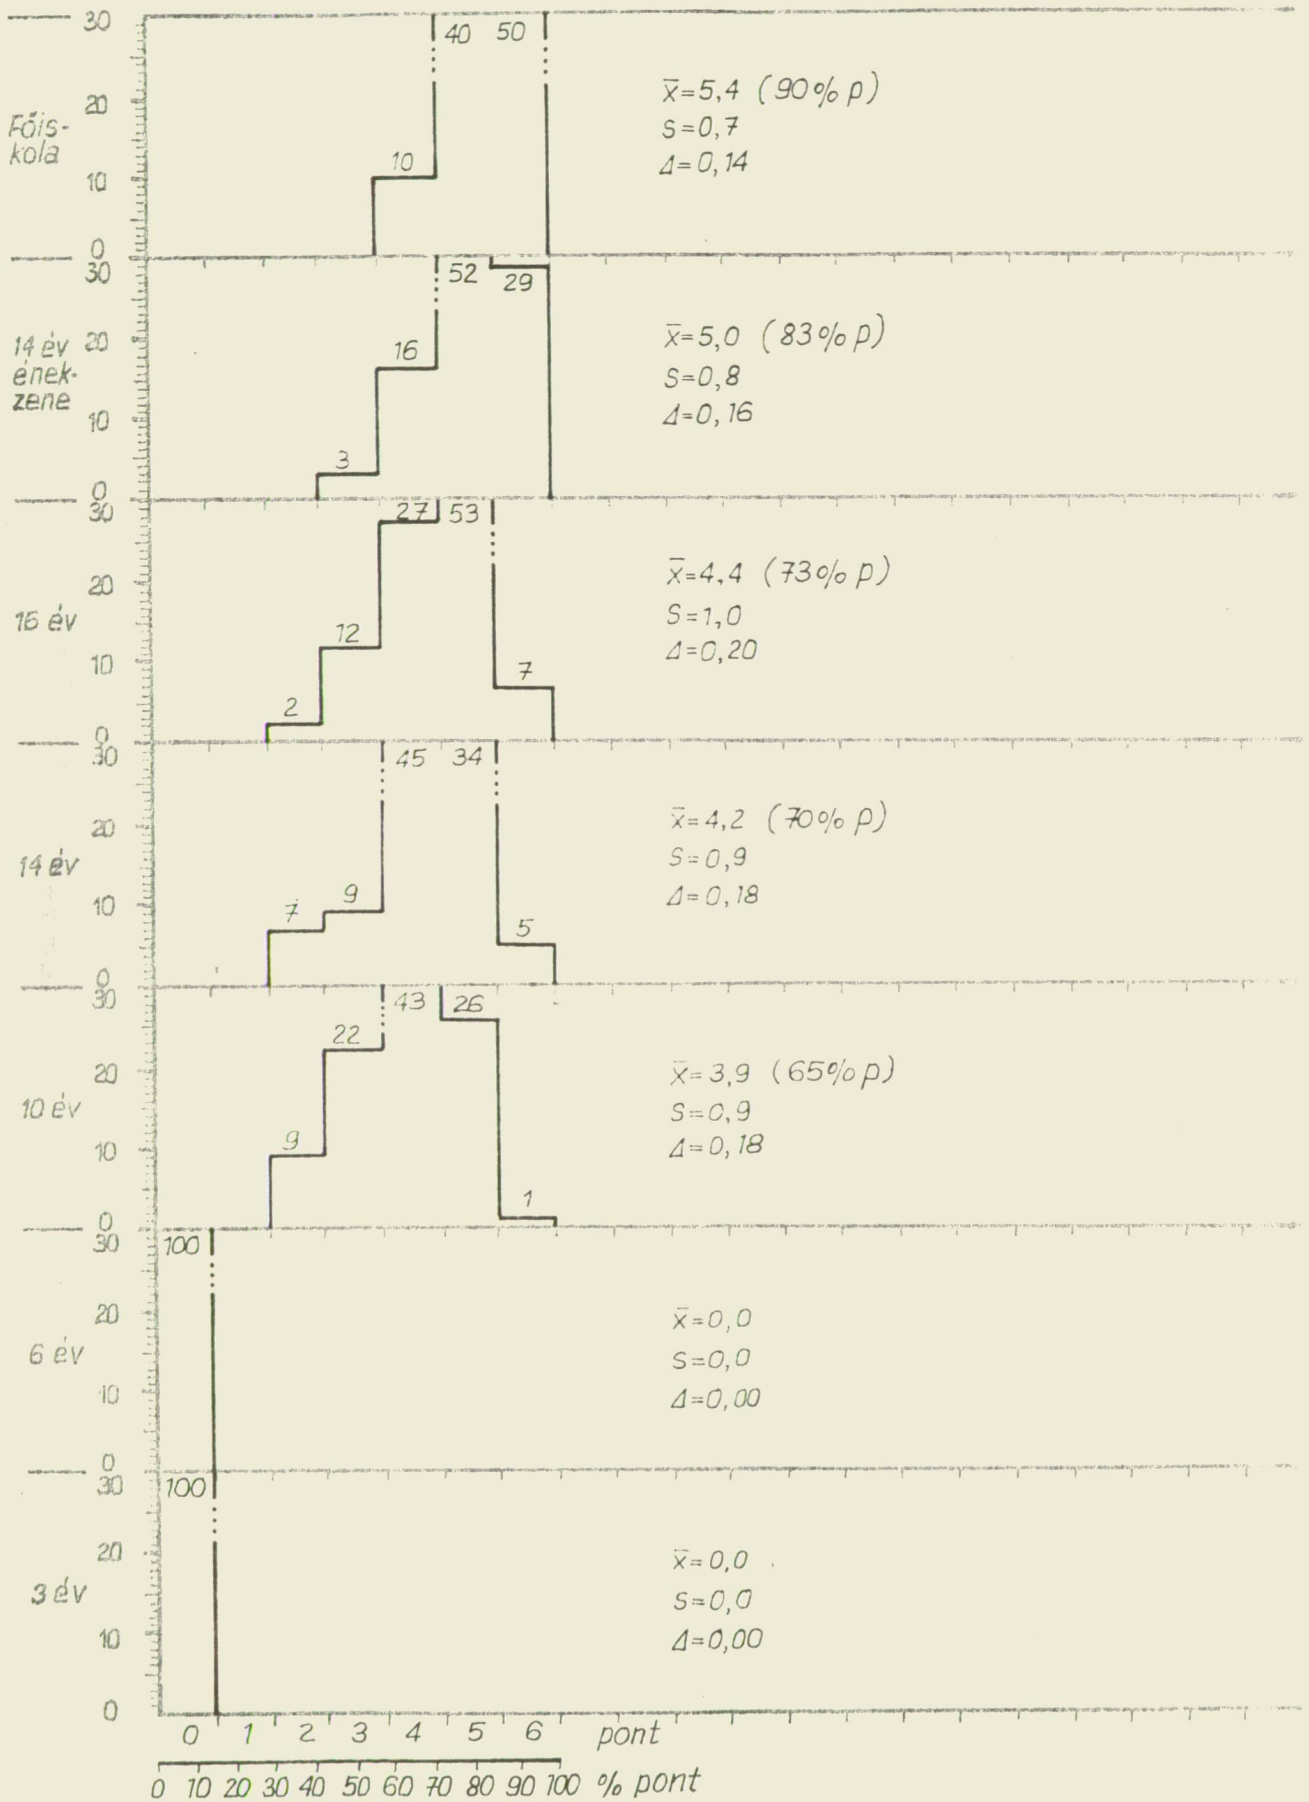 30
40 50
20
Főis-
kola
10
10
0
x̄=5,4 (90% p)
S=0,7
Δ=0,14
30
52 29
20
14 év
ének-
zene
16
10
3
0
x̄=5,0 (83% p)
S=0,8
Δ=0,16
30
27 53
20
16 év
12
10
7
2
0
x̄=4,4 (73% p)
S=1,0
Δ=0,20
30
45 34
20
14 év
10
7 9
5
0
x̄=4,2 (70% p)
S=0,9
Δ=0,18
30
43 26
22
20
10 év
10
9
1
0
x̄=3,9 (65% p)
S=0,9
Δ=0,18
30
100
20
6 év
10
0
x̄=0,0
S=0,0
Δ=0,00
30
100
20
3 év
10
0
x̄=0,0
S=0,0
Δ=0,00
0 1 2 3 4 5 6 pont
0 10 20 30 40 50 60 70 80 90 100 % pont